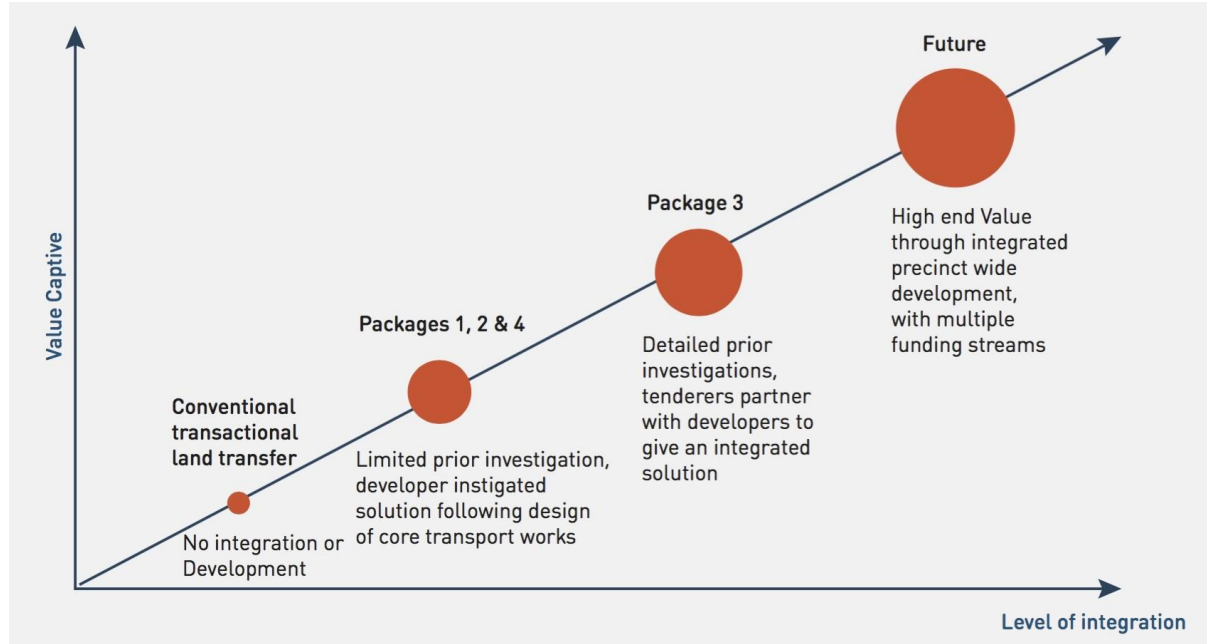 Future
High end Value
through integrated
precinct wide
development,
with multiple
funding streams
Package 3
Detailed prior
investigations,
tenderers partner
with developers to
give an integrated
solution
Packages 1, 2 & 4
Limited prior investigation,
developer instigated
solution following design
of core transport works
Conventional
transactional
land transfer
No integration or
Development
Value Captive
Level of integration